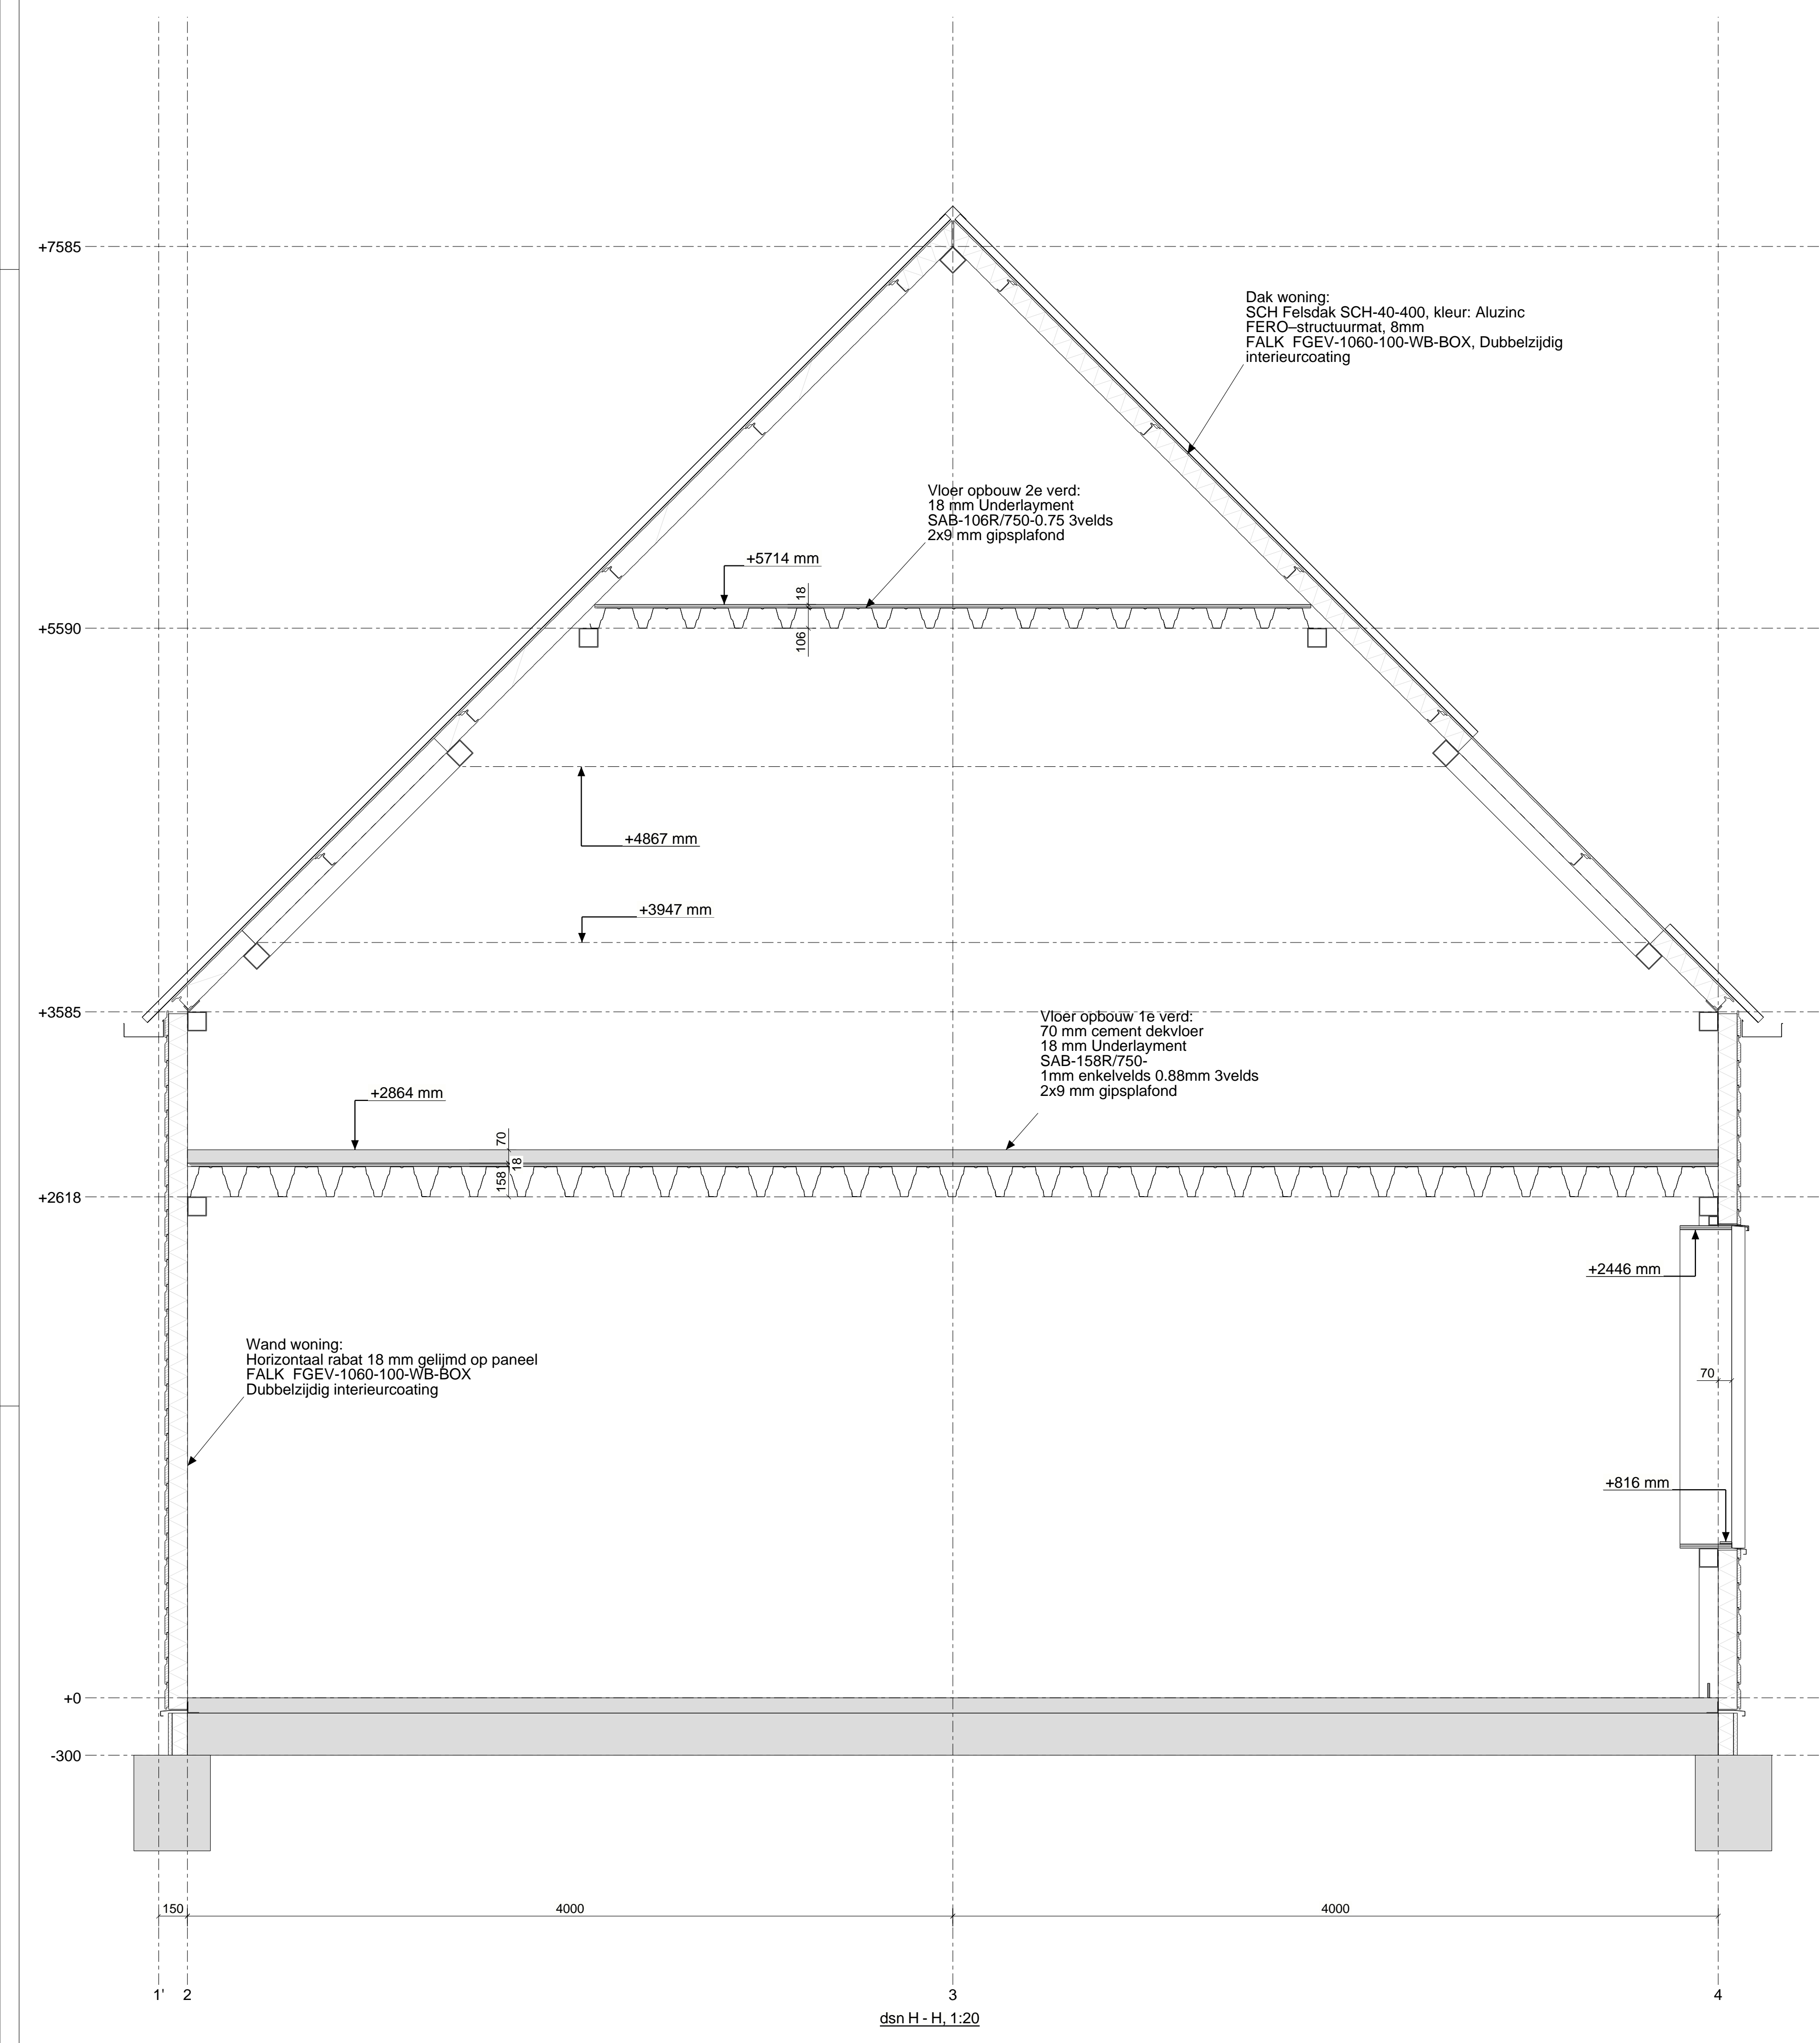 +7585
Dak woning:
SCH Felsdak SCH-40-400, kleur: Aluzinc
FERO–structuurmat, 8mm
FALK  FGEV-1060-100-WB-BOX, Dubbelzijdig
interieurcoating
Vloer opbouw 2e verd:
18 mm Underlayment
SAB-106R/750-0.75 3velds
2x9 mm gipsplafond
+5714 mm
18
+5590
106
+4867 mm
+3947 mm
+3585
Vloer opbouw 1e verd:
70 mm cement dekvloer
18 mm Underlayment
SAB-158R/750-
1mm enkelvelds 0.88mm 3velds
2x9 mm gipsplafond
+2864 mm
70
18
158
+2618
+2446 mm
Wand woning:
Horizontaal rabat 18 mm gelijmd op paneel
FALK  FGEV-1060-100-WB-BOX
Dubbelzijdig interieurcoating
70
+816 mm
+0
-300
150
4000
4000
1'
2
3
4
dsn H - H, 1:20